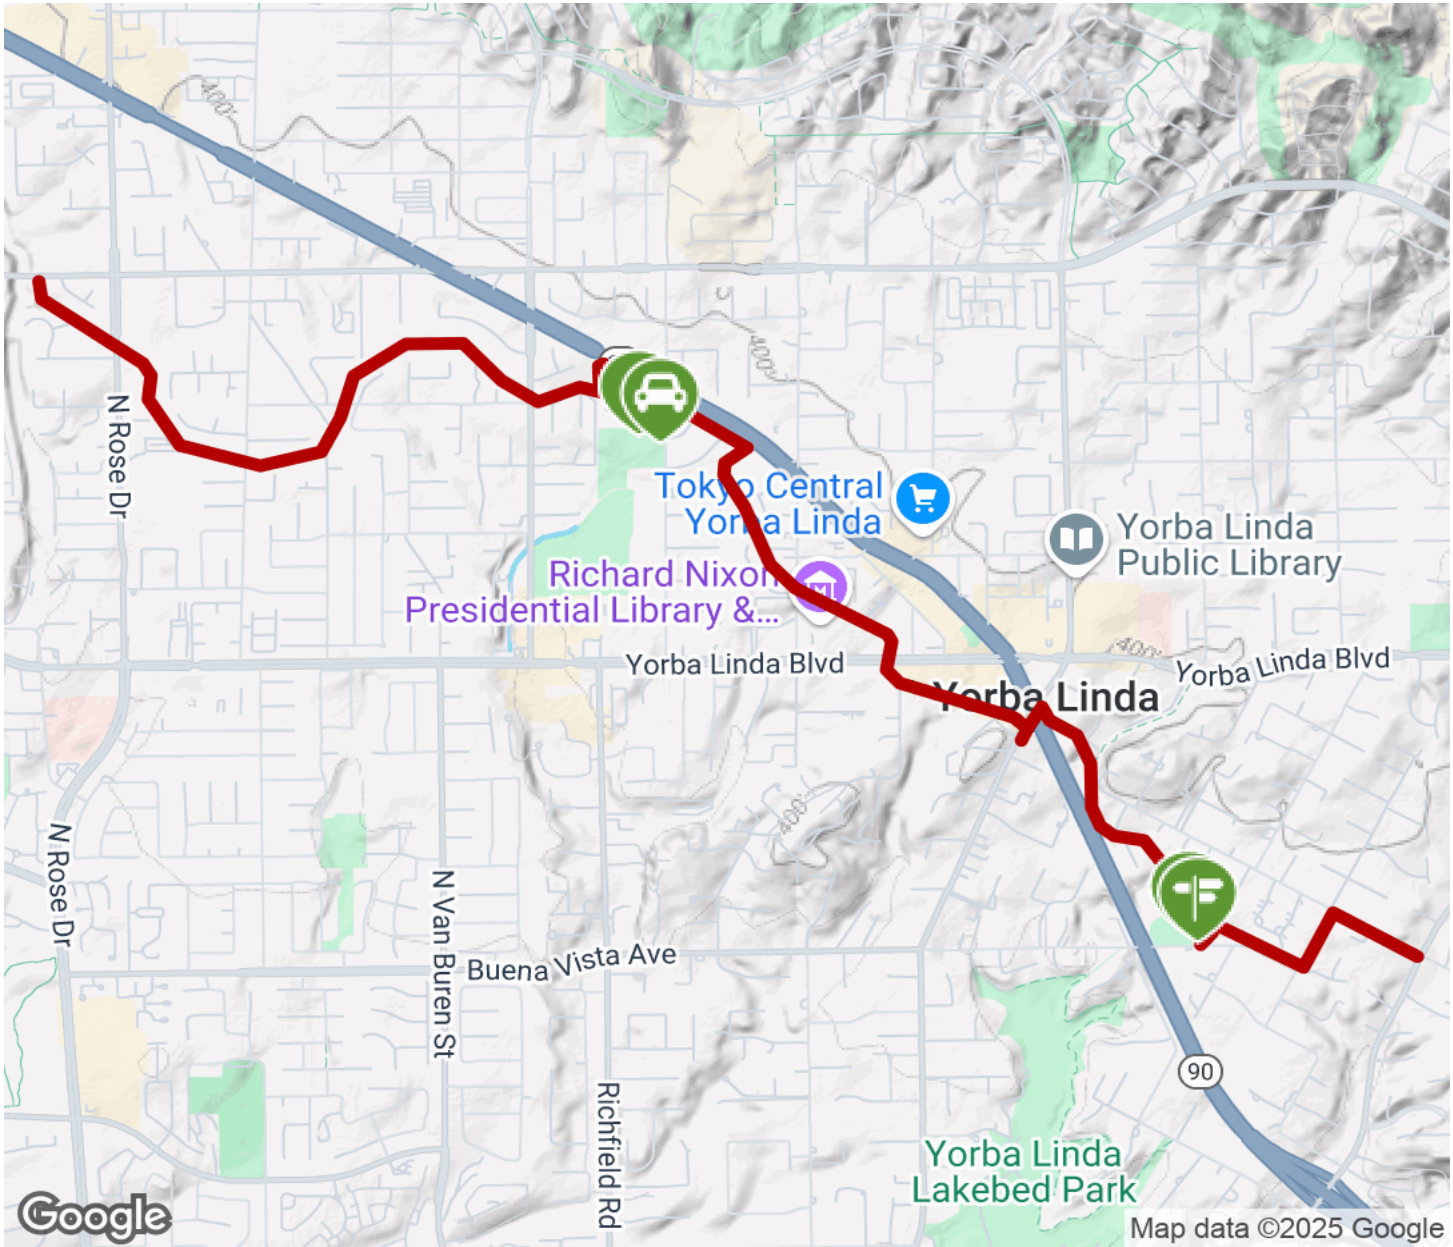 400'
N Rose Dr
400'
Tokyo Central
Yorba Linda
Yorba Linda
Public Library
Richard Nixon
Presidential Library &...
Yorba Linda Blvd
400'
Yorba Linda Blvd
Yorba Linda
400'
N Rose Dr
N Van Buren St
Buena Vista Ave
90
Richfield Rd
Yorba Linda
Lakebed Park
Google
Map data ©2025 Google